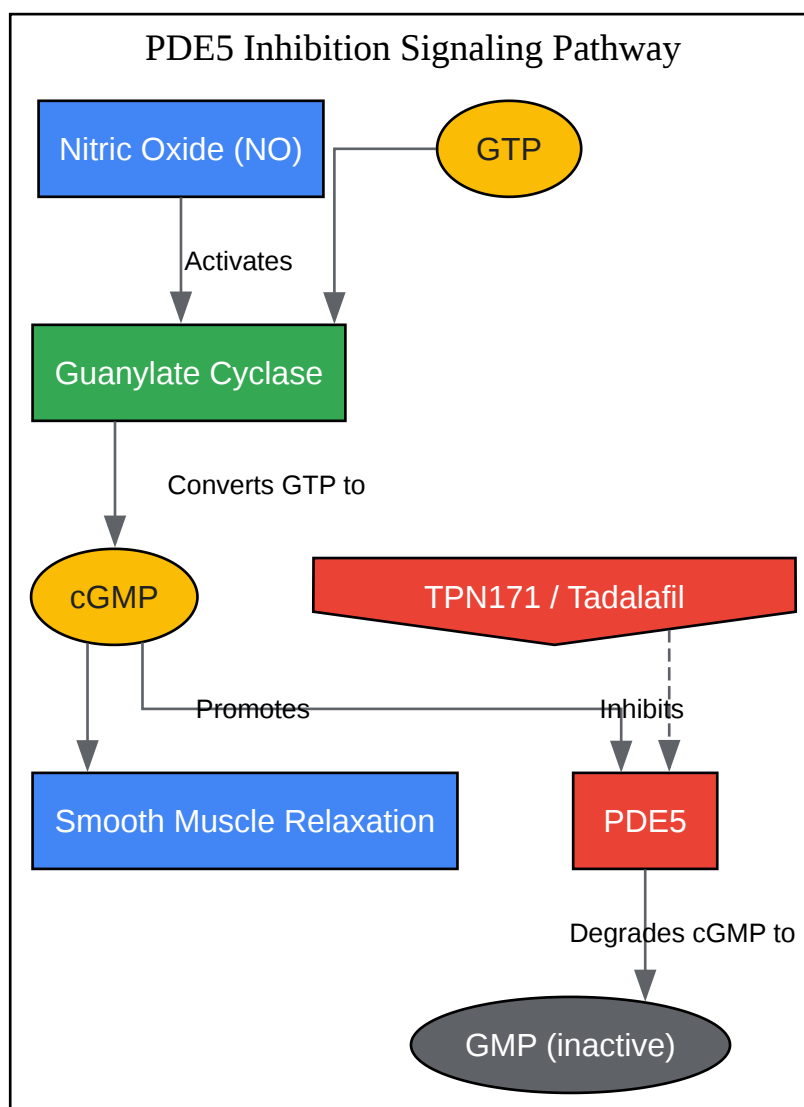 PDE5 Inhibition Signaling Pathway
Nitric Oxide (NO)
GTP
Activates
Guanylate Cyclase
Converts GTP to
cGMP
TPN171 / Tadalafil
Promotes
Inhibits
Smooth Muscle Relaxation
PDE5
Degrades cGMP to
GMP (inactive)